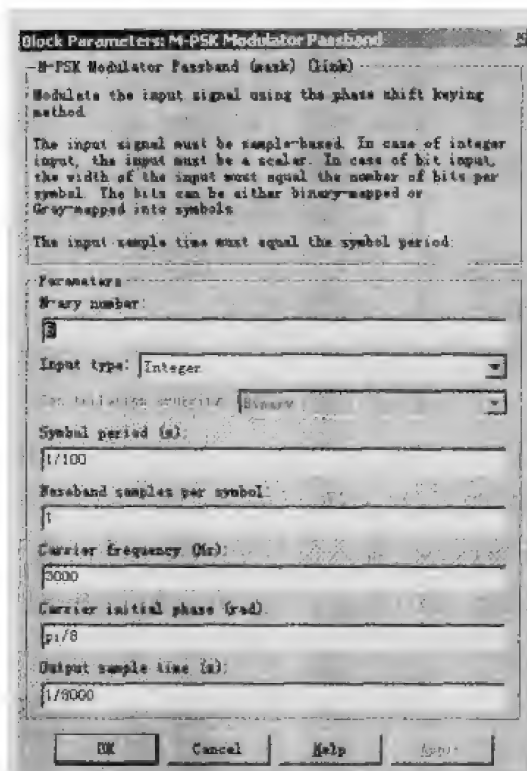 Block Parameters: M-PSK Modulator Passband
M-PSK Modulator Passband (mask) (link)
Modulate the input signal using the phase shift keying
method
The input signal must be sample-based. In case of integer
input, the input must be a scalar. In case of bit input,
the width of the input must equal the number of bits per
symbol. The bits can be either binary-mapped or
Gray-mapped into symbols
The input sample time must equal the symbol period.
Parameters
M-ary number:
Input type: Integer
Binary
Symbol period (s):
1/100
Baseband samples per symbol:
1
Carrier frequency (Hz):
3000
Carrier initial phase (rad)
pi/8
Output sample time (s):
1/8000
OK Cancel Help Apply